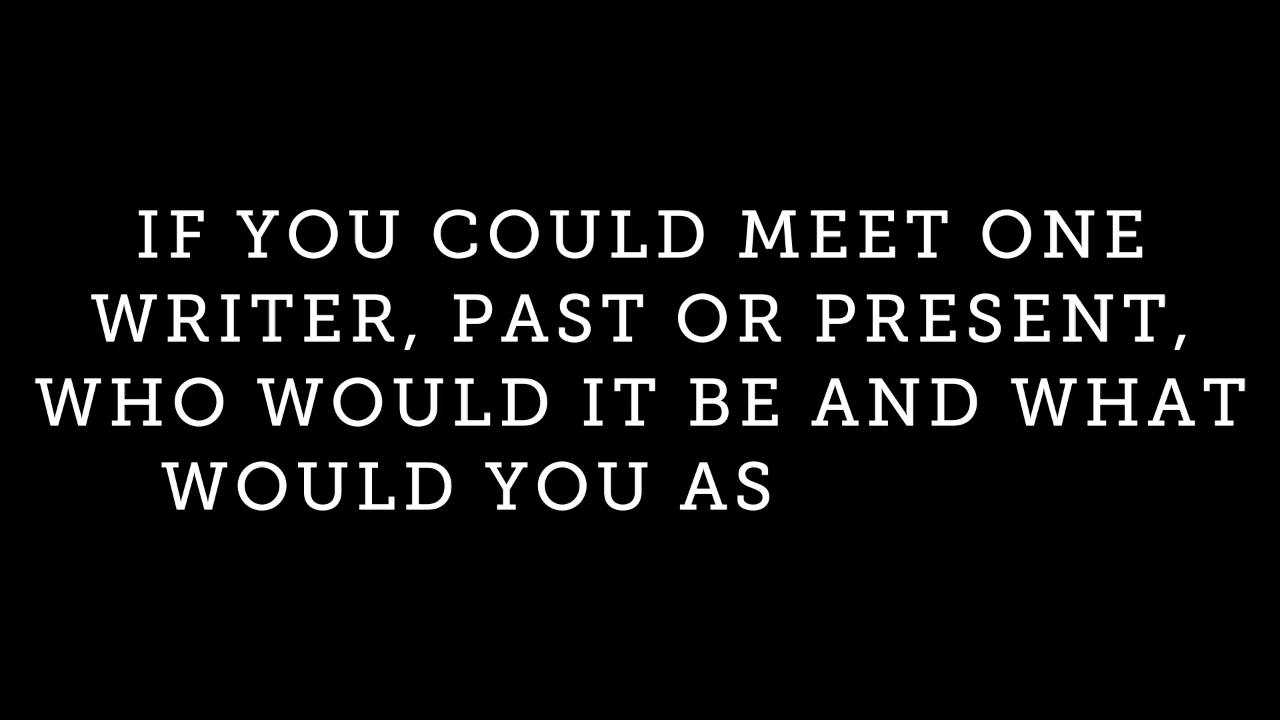 IF YOU COULD MEET ONE
WRITER, PAST OR PRESENT,
WHO WOULD IT BE AND WHAT
WOULD YOU AS